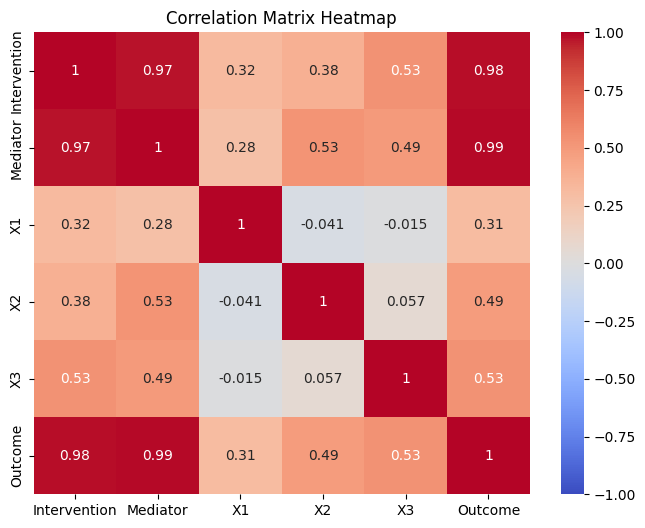 Correlation Matrix Heatmap
Intervention 1 0.97 0.32 0.38 0.53 0.98
Mediator 0.97 1 0.28 0.53 0.49 0.99
X1 0.32 0.28 1 -0.041 -0.015 0.31
X2 0.38 0.53 -0.041 1 0.057 0.49
X3 0.53 0.49 -0.015 0.057 1 0.53
Outcome 0.98 0.99 0.31 0.49 0.53 1
Intervention Mediator X1 X2 X3 Outcome
1.00
0.75
0.50
0.25
0.00
−0.25
−0.50
−0.75
−1.00